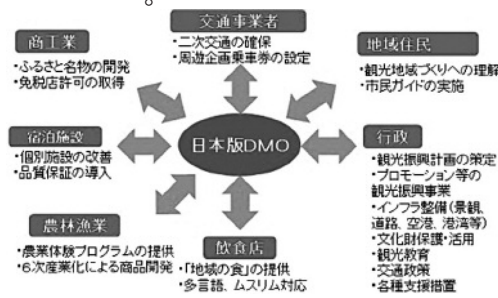 交通事業者
・二次交通の確保
・周遊企画乗車券の設定
商工業
・ふるさと名物の開発
・免税店許可の取得
地域住民
・観光地域づくりへの理解
・市民ガイドの実施
宿泊施設
・個別施設の改善
・品質保証の導入
日本版DMO
行政
・観光振興計画の策定
・プロモーション等の
観光振興事業
・インフラ整備(景観、
道路、空港、港湾等)
・文化財保護・活用
・観光教育
・交通政策
・各種支援措置
農林漁業
・農業体験プログラムの提供
・6次産業化による商品開発
飲食店
・「地域の食」の提供
・多言語、ムスリム対応